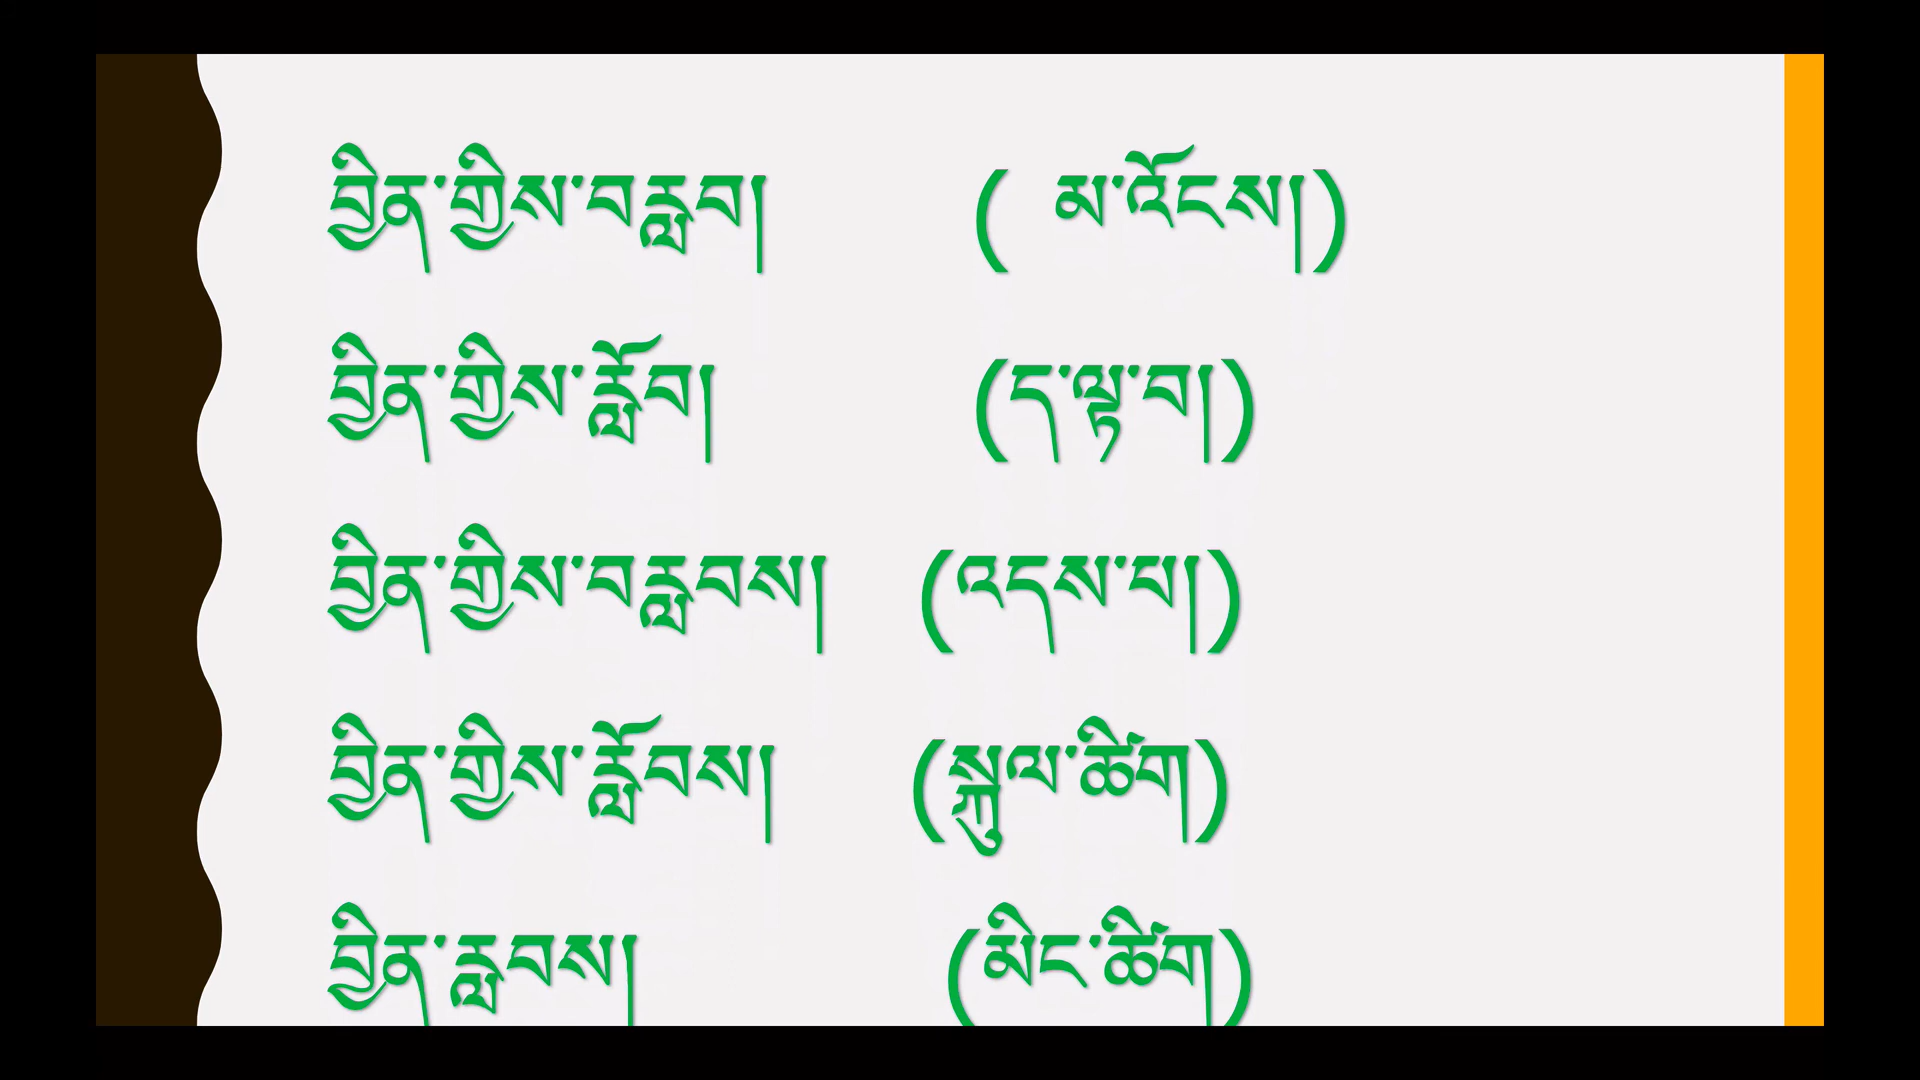 བྱིན་གྱིས་བརླབ། ( མ་འོངས།)
བྱིན་གྱིས་རློབ། (ད་ལྟ་བ།)
བྱིན་གྱིས་བརླབས། (འདས་པ།)
བྱིན་གྱིས་རློབས། (སྐུལ་ཚིག)
བྱིན་རླབས། (མིང་ཚིག)